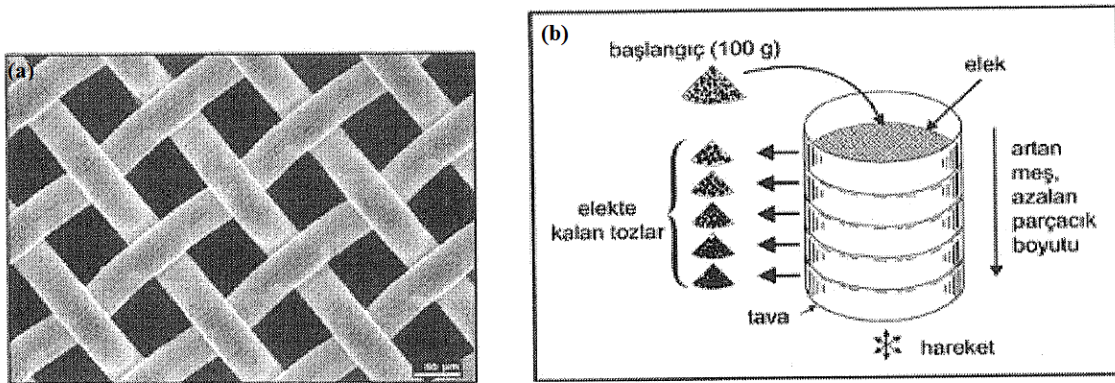 (a)
50 µm
(b)
başlangıç (100 g)
elek
elekte
kalan tozlar
artan
meş,
azalan
parçacık
boyutu
tava
hareket